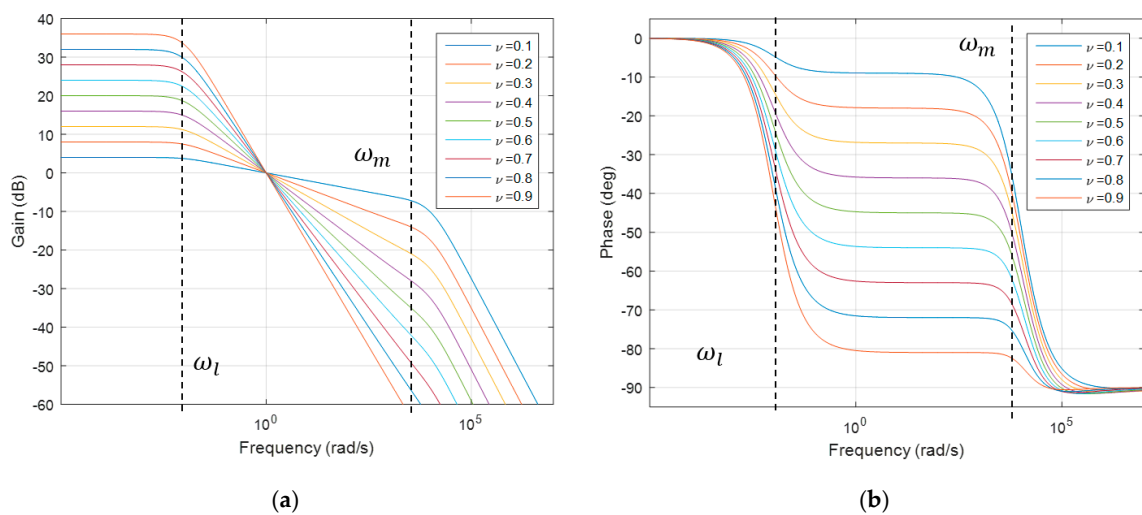 40
30
20
10
0
-10
-20
-30
-40
-50
-60
Gain (dB)
10^0
10^5
Frequency (rad/s)
ω_l
ω_m
ν=0.1
ν=0.2
ν=0.3
ν=0.4
ν=0.5
ν=0.6
ν=0.7
ν=0.8
ν=0.9
(a)
0
-10
-20
-30
-40
-50
-60
-70
-80
-90
Phase (deg)
10^0
10^5
Frequency (rad/s)
ω_l
ω_m
ν=0.1
ν=0.2
ν=0.3
ν=0.4
ν=0.5
ν=0.6
ν=0.7
ν=0.8
ν=0.9
(b)